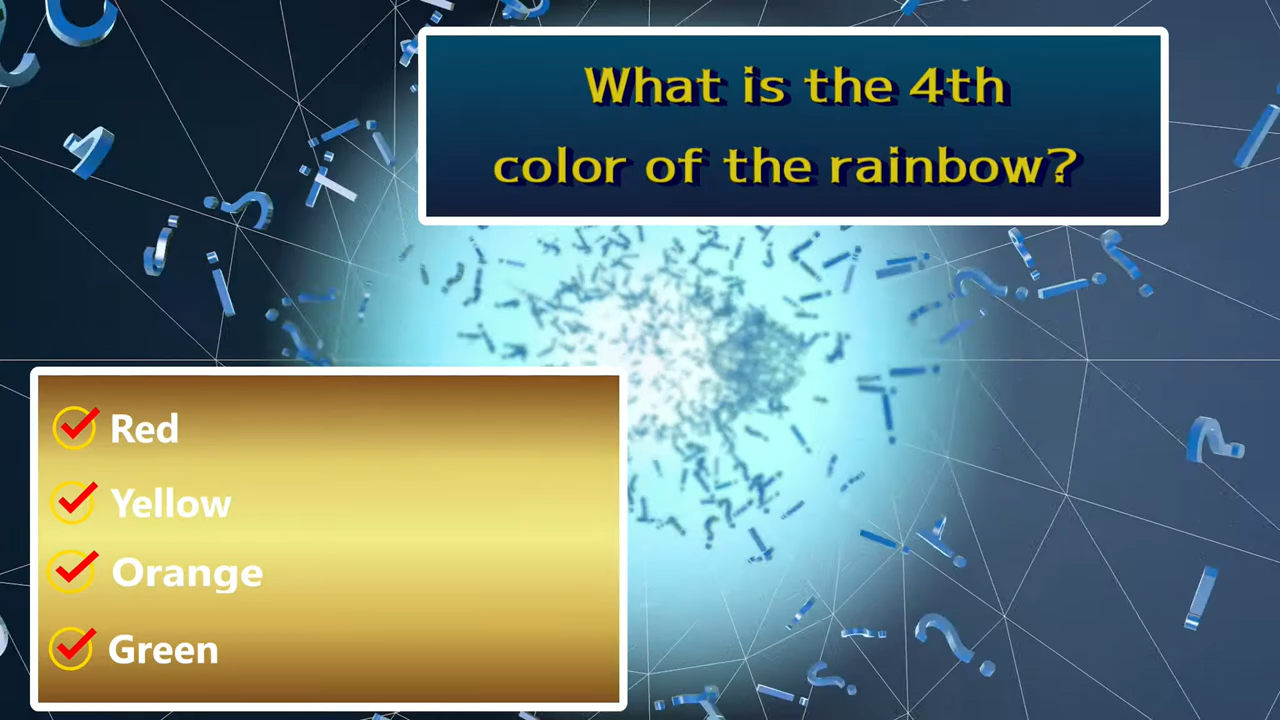 What is the 4th
color of the rainbow?
Red
Yellow
Orange
Green